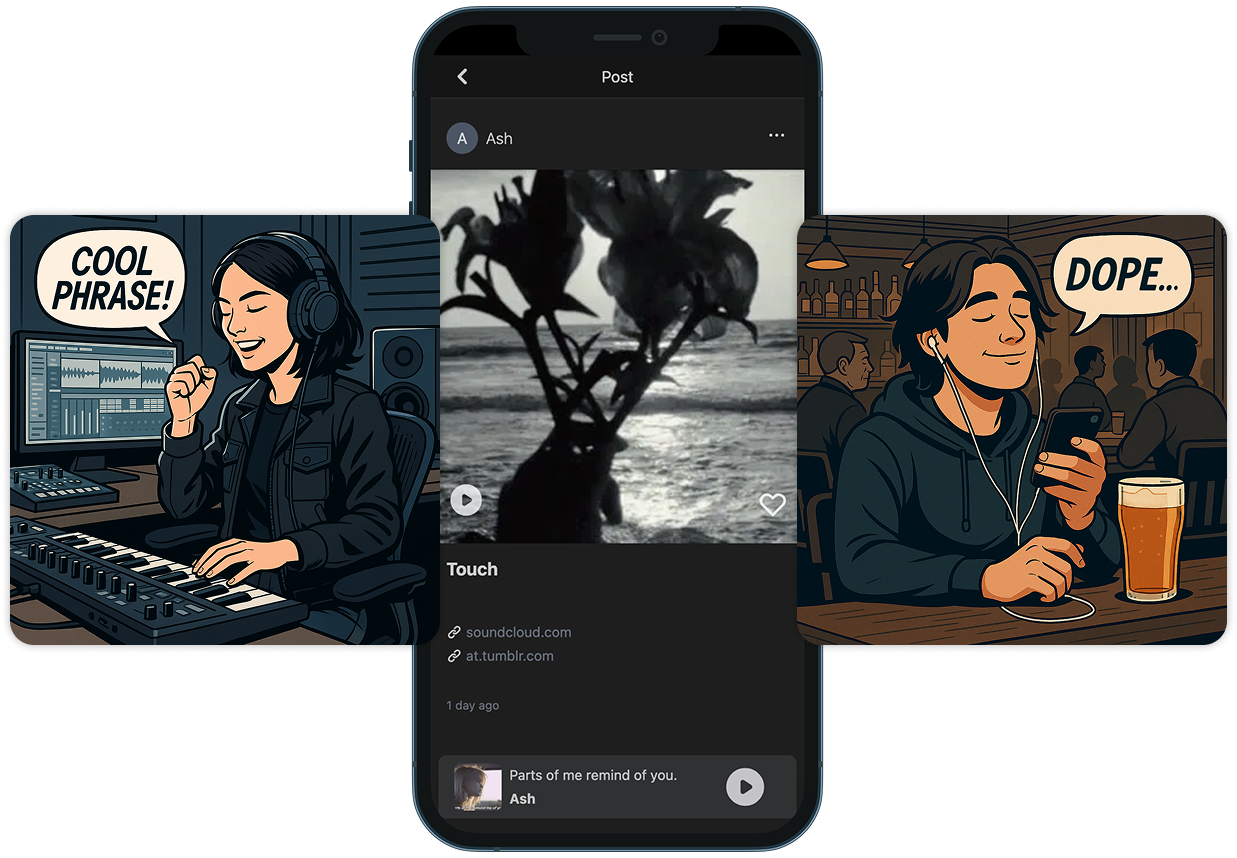 Post
A
Ash
COOL
PHRASE!
DOPE...
Touch
soundcloud.com
at.tumblr.com
1 day ago
Parts of me remind of you.
Ash